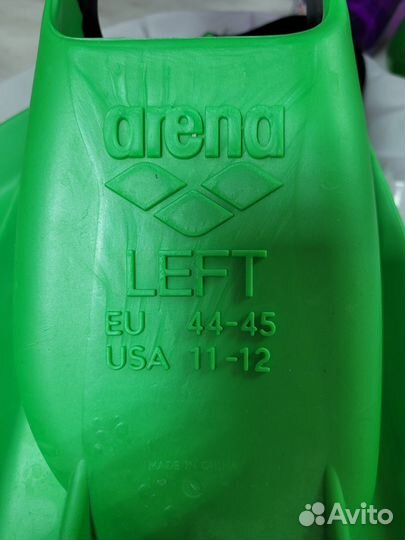 arena
LEFT
EU 44-45
USA 11-12
MADE IN CHINA
Avito